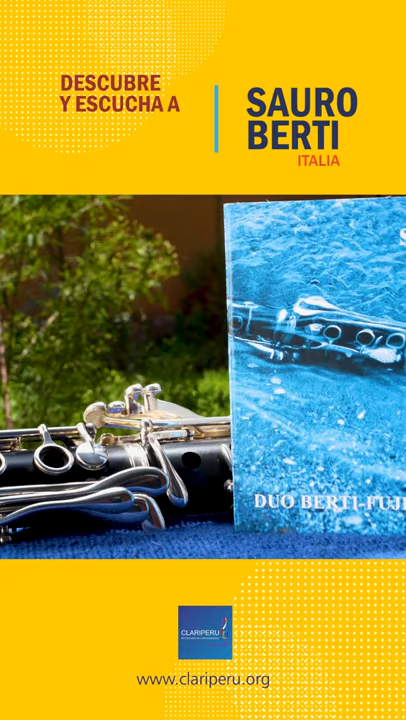 DESCUBRE
Y ESCUCHA A
SAURO
BERTI
ITALIA
S
DUO BERTI-FUJI
CLARIPERU
www.clariperu.org